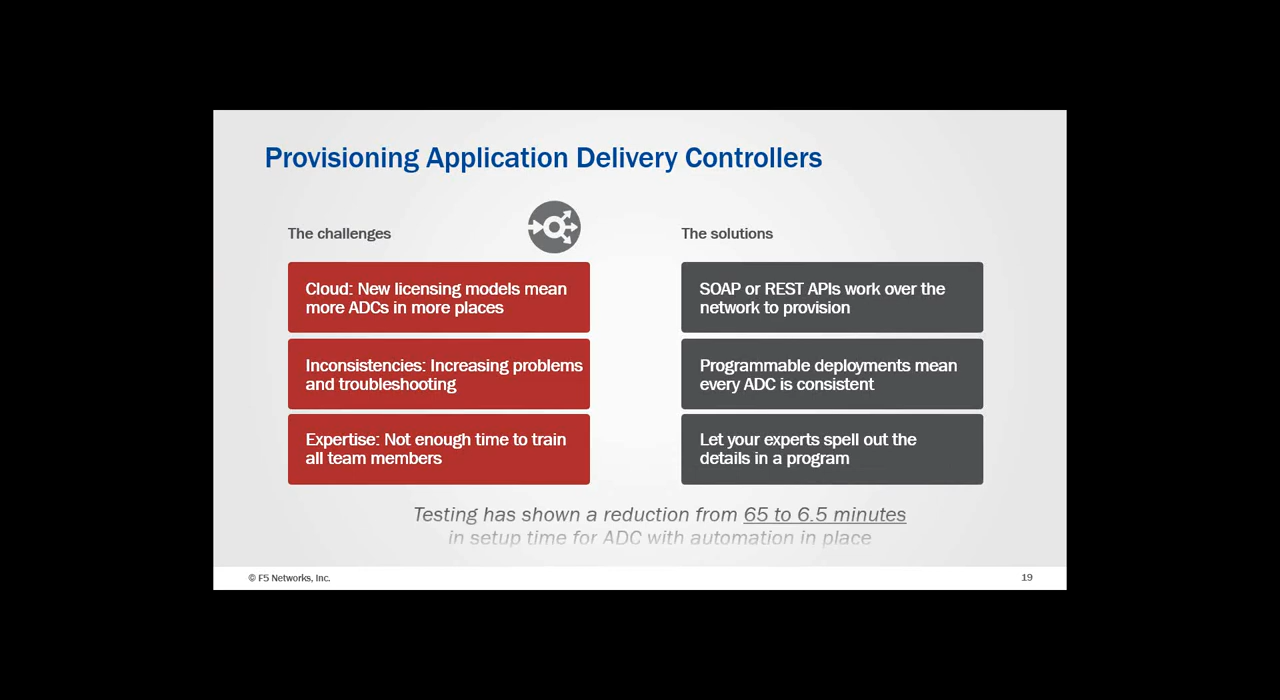 Provisioning Application Delivery Controllers
The challenges
The solutions
Cloud: New licensing models mean
more ADCs in more places
SOAP or REST APIs work over the
network to provision
Inconsistencies: Increasing problems
and troubleshooting
Programmable deployments mean
every ADC is consistent
Expertise: Not enough time to train
all team members
Let your experts spell out the
details in a program
Testing has shown a reduction from 65 to 6.5 minutes
in setup time for ADC with automation in place
© F5 Networks, Inc.
19